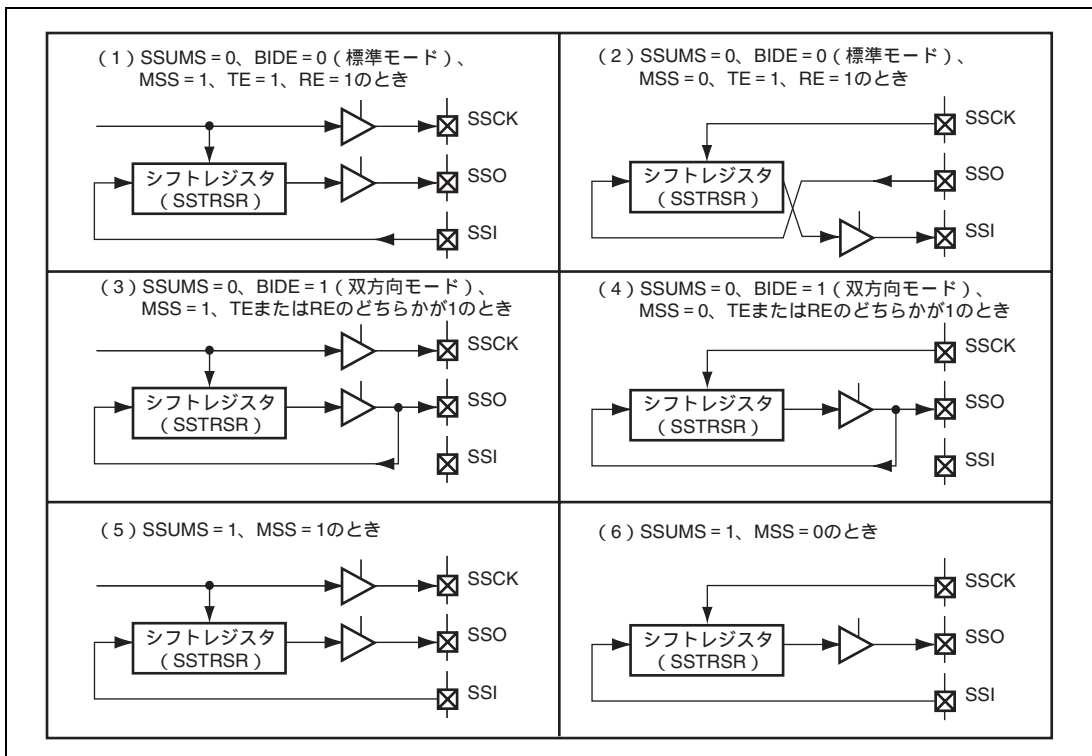 (1)SSUMS=0、BIDE=0(標準モード)、
MSS=1、TE=1、RE=1のとき
SSCK
シフトレジスタ
(SSTRSR)
SSO
SSI
(2)SSUMS=0、BIDE=0(標準モード)、
MSS=0、TE=1、RE=1のとき
SSCK
シフトレジスタ
(SSTRSR)
SSO
SSI
(3)SSUMS=0、BIDE=1(双方向モード)、
MSS=1、TEまたはREのどちらかが1のとき
SSCK
シフトレジスタ
(SSTRSR)
SSO
SSI
(4)SSUMS=0、BIDE=1(双方向モード)、
MSS=0、TEまたはREのどちらかが1のとき
SSCK
シフトレジスタ
(SSTRSR)
SSO
SSI
(5)SSUMS=1、MSS=1のとき
SSCK
シフトレジスタ
(SSTRSR)
SSO
SSI
(6)SSUMS=1、MSS=0のとき
SSCK
シフトレジスタ
(SSTRSR)
SSO
SSI